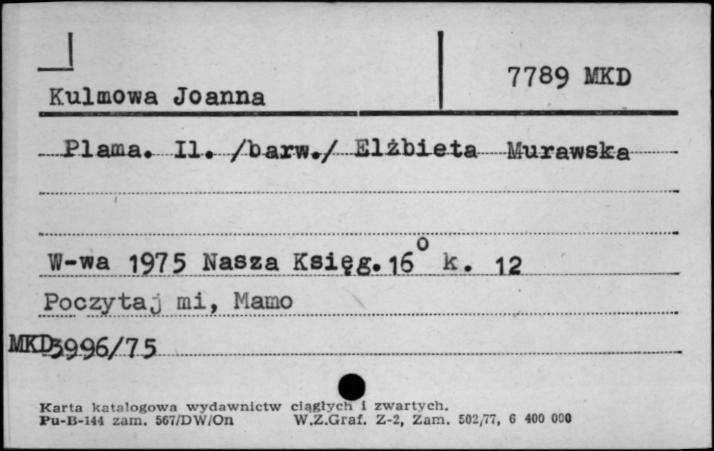 7789 MKD
Kulmowa Joanna
Plama. Il. /barw./ Elżbieta Murawska
W-wa 1975 Nasza Księg. 16° k. 12
Poczytaj mi, Mamo
MKD3996/75
Karta katalogowa wydawnictw ciągłych i zwartych.
Pu-B-144 zam. 567/DW/On W.Z.Graf. Z-2, Zam. 502/77, 6 400 000